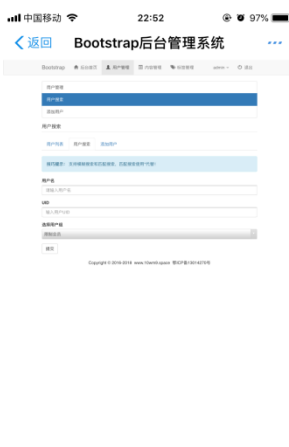 中国移动 22:52 97%
返回 Bootstrap后台管理系统 ...
Bootstrap 后台首页 用户管理 内容管理 标签管理 admin 退出
用户管理
用户搜索
添加用户
用户搜索
用户列表 用户搜索 添加用户
用户名
请输入用户名
UID
输入用户UID
选择用户组
提交
Copyright